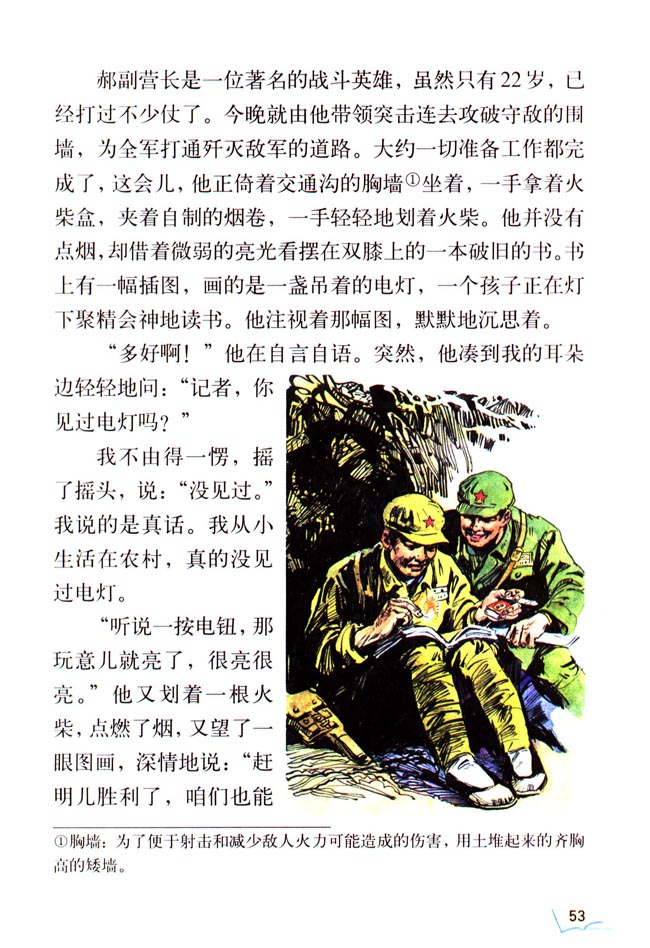 郝副营长是一位著名的战斗英雄，虽然只有22岁，已
经打过不少仗了。今晚就由他带领突击连去攻破守敌的围
墙，为全军打通歼灭敌军的道路。大约一切准备工作都完
成了，这会儿，他正倚着交通沟的胸墙①坐着，一手拿着火
柴盒，夹着自制的烟卷，一手轻轻地划着火柴。他并没有
点烟，却借着微弱的亮光看摆在双膝上的一本破旧的书。书
上有一幅插图，画的是一盏吊着的电灯，一个孩子正在灯
下聚精会神地读书。他注视着那幅图，默默地沉思着。
“多好啊！”他在自言自语。突然，他凑到我的耳朵
边轻轻地问：“记者，你
见过电灯吗？”
我不由得一愣，摇
了摇头，说：“没见过。”
我说的是真话。我从小
生活在农村，真的没见
过电灯。
“听说一按电钮，那
玩意儿就亮了，很亮很
亮。”他又划着一根火
柴，点燃了烟，又望了一
眼图画，深情地说：“赶
明儿胜利了，咱们也能
①胸墙：为了便于射击和减少敌人火力可能造成的伤害，用土堆起来的齐胸
高的矮墙。
53